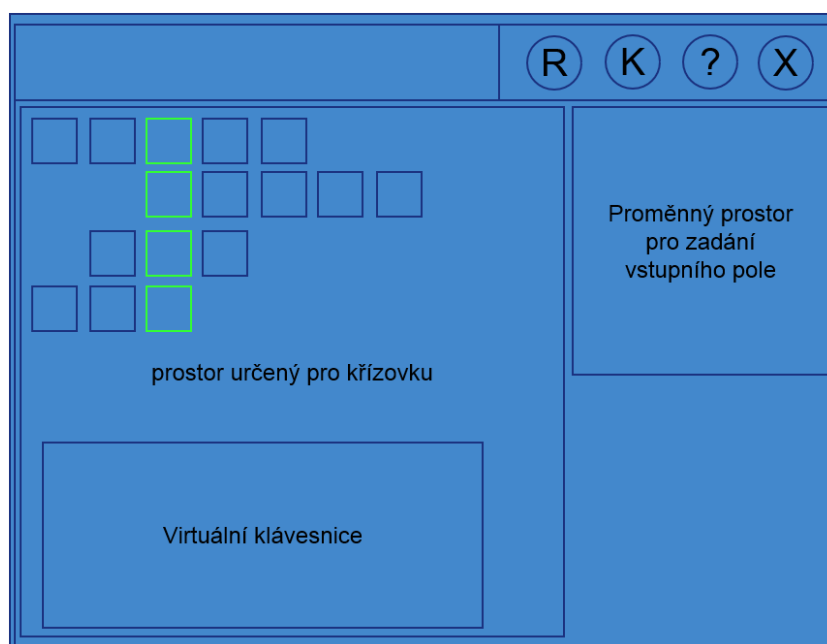 R K ? X
Proměnný prostor
pro zadání
vstupního pole
prostor určený pro křízovku
Virtuální klávesnice